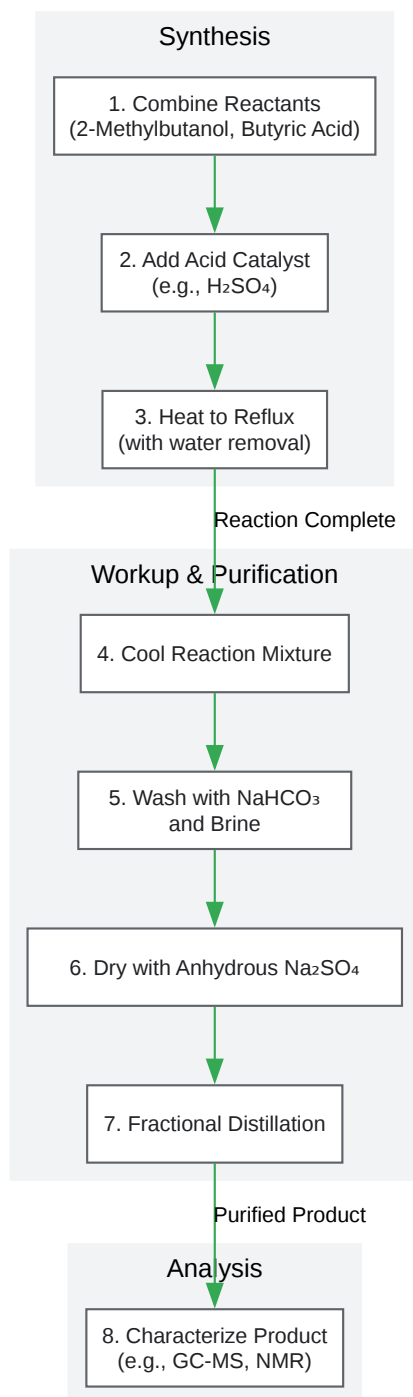 Synthesis
1. Combine Reactants
(2-Methylbutanol, Butyric Acid)
2. Add Acid Catalyst
(e.g., H₂SO₄)
3. Heat to Reflux
(with water removal)
Reaction Complete
Workup & Purification
4. Cool Reaction Mixture
5. Wash with NaHCO₃
and Brine
6. Dry with Anhydrous Na₂SO₄
7. Fractional Distillation
Purified Product
Analysis
8. Characterize Product
(e.g., GC-MS, NMR)